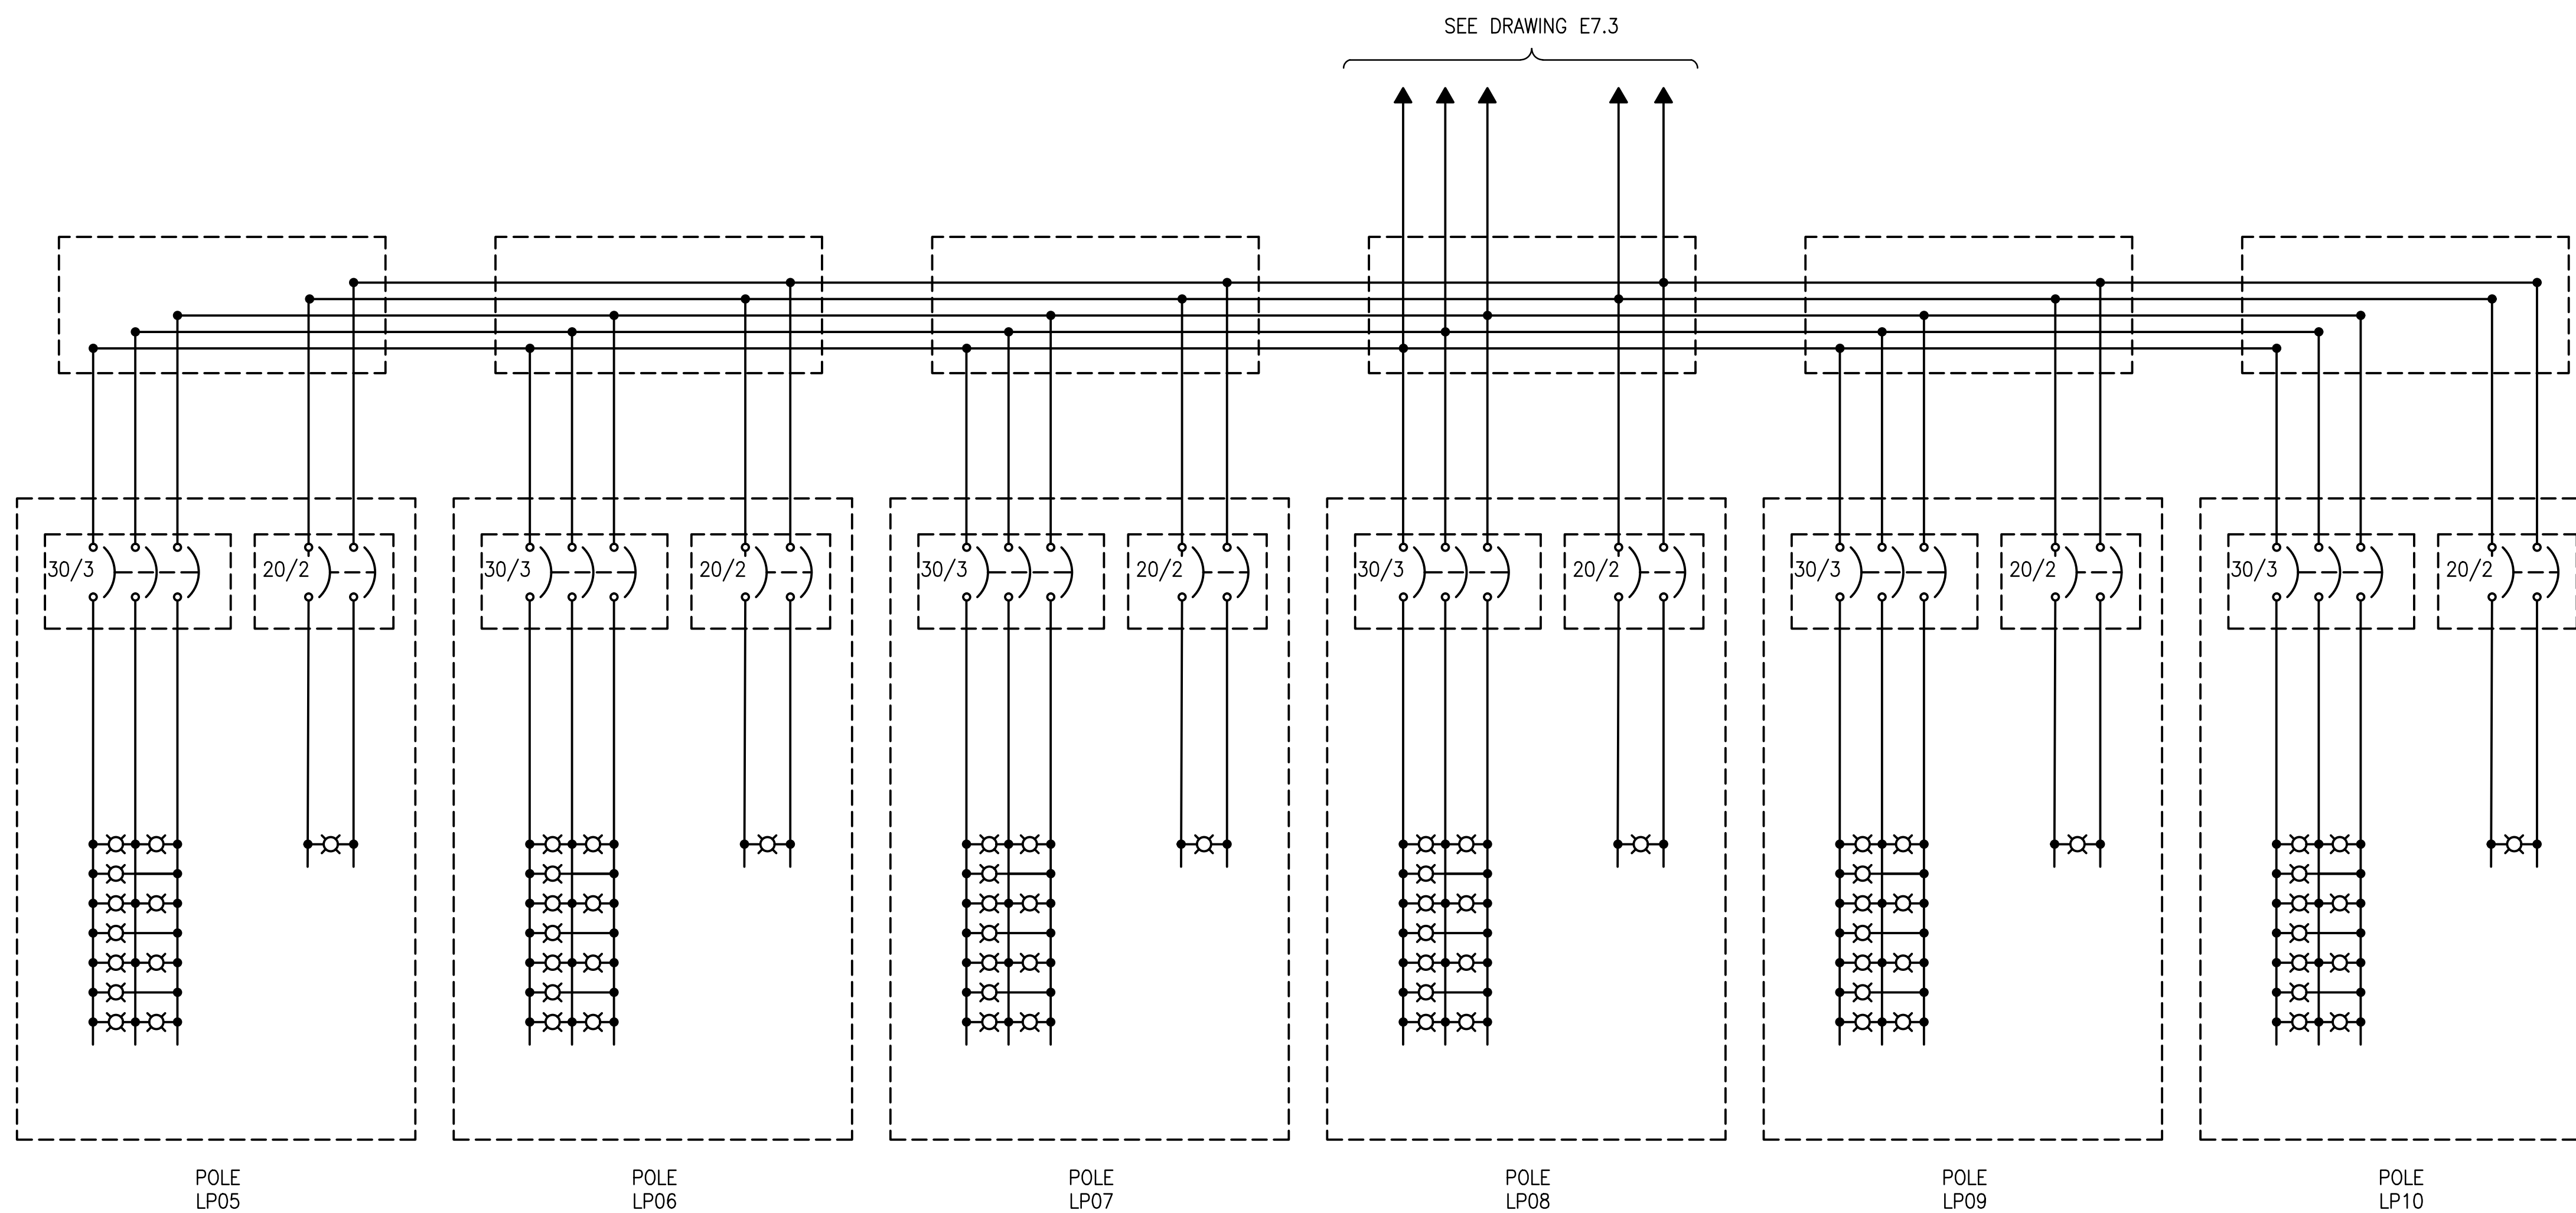 SEE DRAWING E7.3
30/3 20/2 30/3 20/2 30/3 20/2 30/3 20/2 30/3 20/2 30/3 20/2
POLE POLE POLE POLE POLE POLE
LP05 LP06 LP07 LP08 LP09 LP10